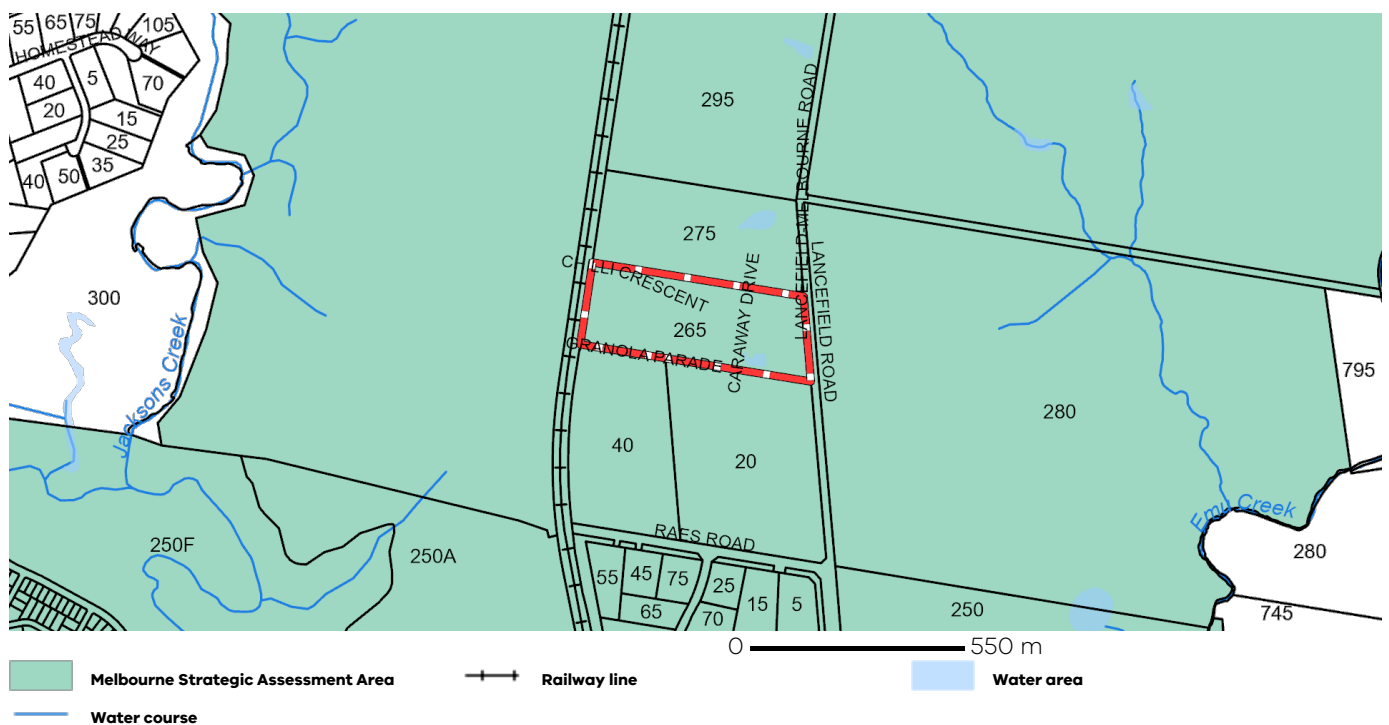 55 65 75 105
HOMESTEAD WAY
40 5 70
20 15
25
40 50 35
295
LANCEFIELD-MELBOURNE ROAD
275
LANCEFIELD ROAD
CHILLI CRESCENT
CARAWAY DRIVE
265
GRANOLA PARADE
300
Jacksons Creek
795
280
40 20
Emu Creek
RAES ROAD
250F 250A
280
55 45 75 25 15 5
65 70
250 745
0 550 m
Melbourne Strategic Assessment Area Railway line Water area
Water course